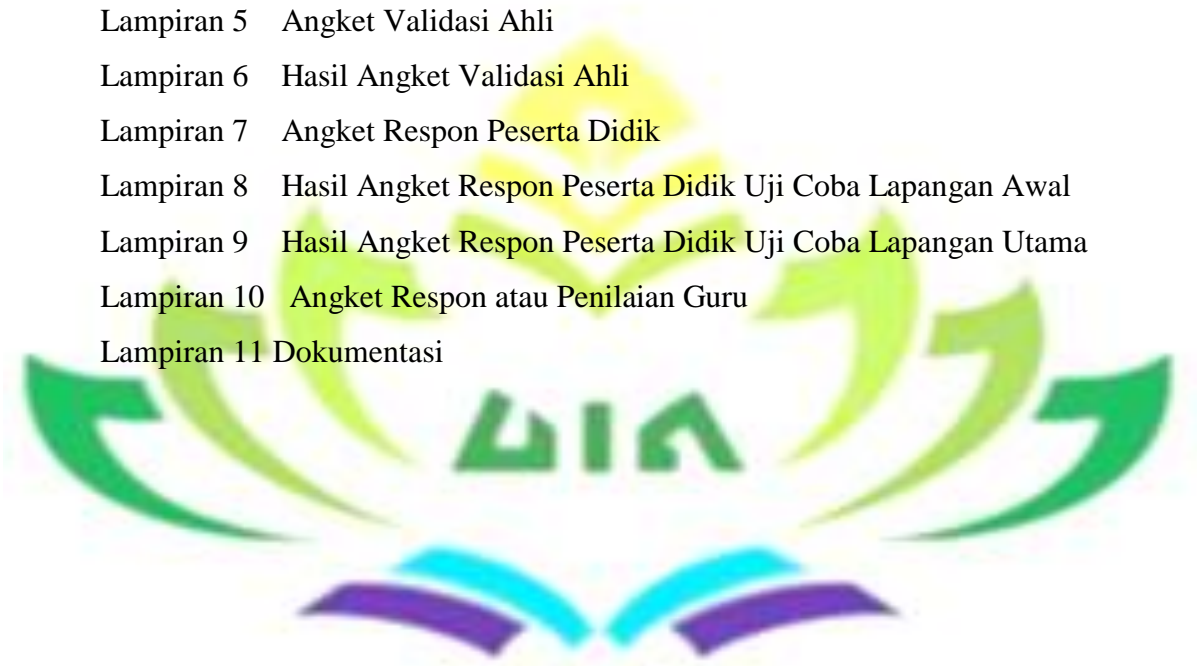 Lampiran 5 Angket Validasi Ahli
Lampiran 6 Hasil Angket Validasi Ahli
Lampiran 7 Angket Respon Peserta Didik
Lampiran 8 Hasil Angket Respon Peserta Didik Uji Coba Lapangan Awal
Lampiran 9 Hasil Angket Respon Peserta Didik Uji Coba Lapangan Utama
Lampiran 10 Angket Respon atau Penilaian Guru
Lampiran 11 Dokumentasi
UIN